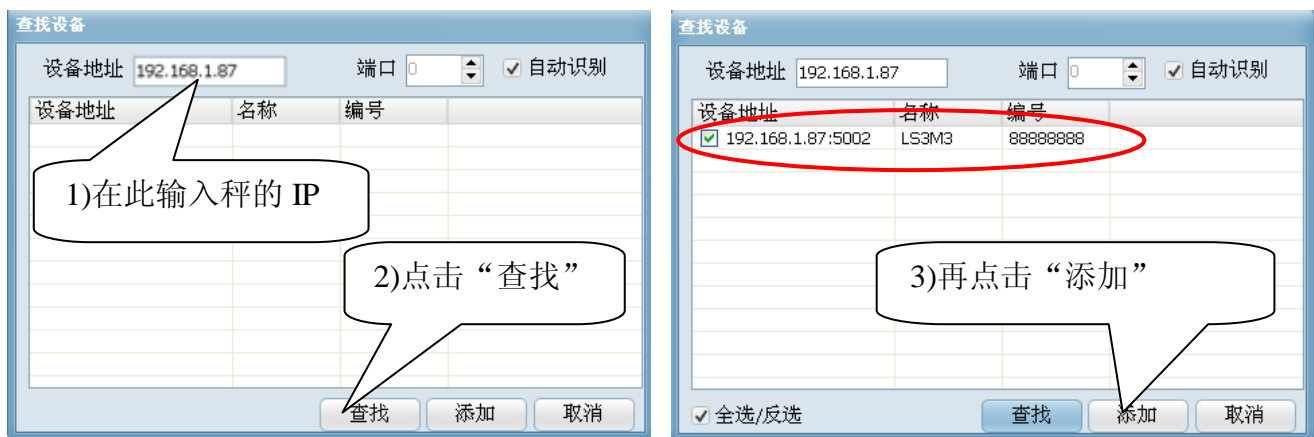 查找设备
设备地址 192.168.1.87 端口 0 自动识别
设备地址 名称 编号
1)在此输入秤的 IP
2)点击“查找”
查找 添加 取消
查找设备
设备地址 192.168.1.87 端口 0 自动识别
设备地址 名称 编号
192.168.1.87:5002 LS3M3 88888888
3)再点击“添加”
全选/反选 查找 添加 取消